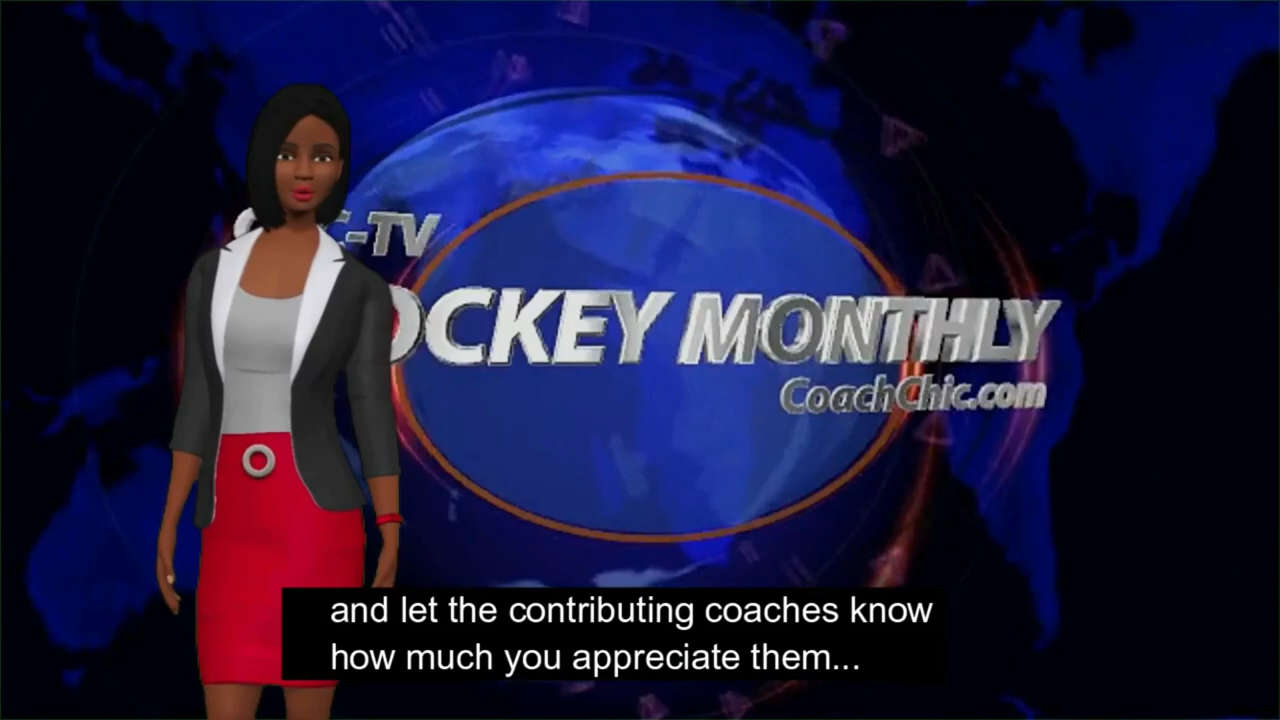 -TV
OCKEY MONTHLY
CoachChic.com
and let the contributing coaches know
how much you appreciate them...